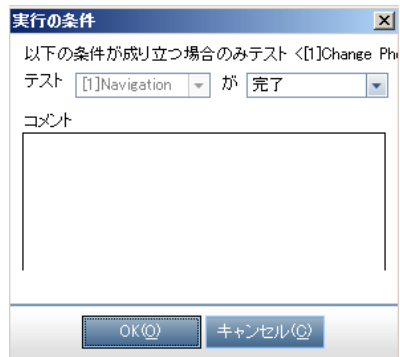 実行の条件
以下の条件が成り立つ場合のみテスト <[1]Change
テスト [1]Navigation が 完了
コメント
OK(O) キャンセル(C)